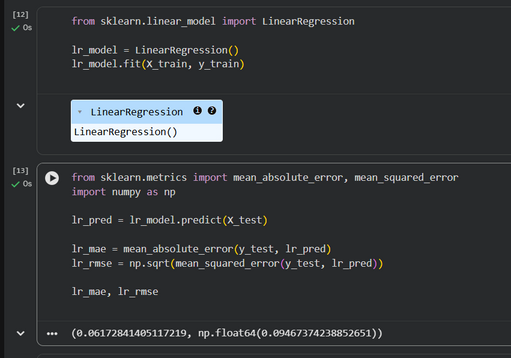 [12]
0s
from sklearn.linear_model import LinearRegression
lr_model = LinearRegression()
lr_model.fit(X_train, y_train)
LinearRegression
LinearRegression()
[13]
0s
from sklearn.metrics import mean_absolute_error, mean_squared_error
import numpy as np
lr_pred = lr_model.predict(X_test)
lr_mae = mean_absolute_error(y_test, lr_pred)
lr_rmse = np.sqrt(mean_squared_error(y_test, lr_pred))
lr_mae, lr_rmse
(0.06172841405117219, np.float64(0.09467374238852651))